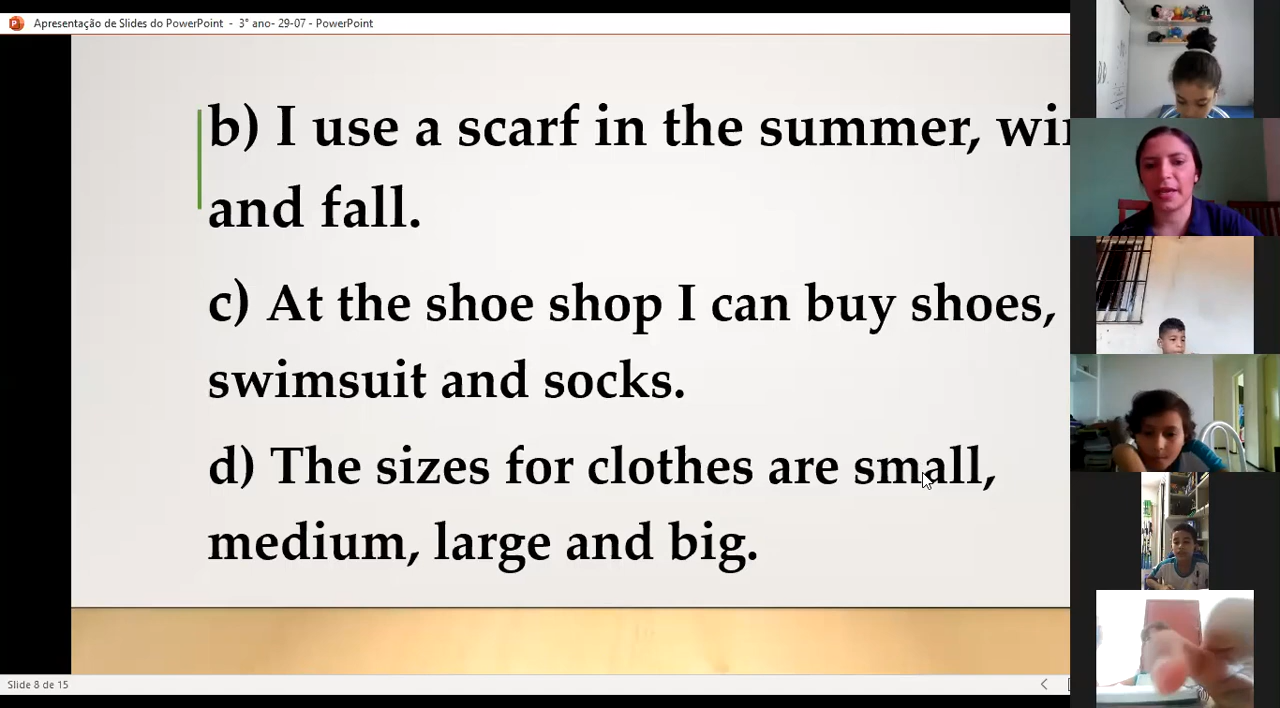 Apresentação de Slides do PowerPoint - 3° ano- 29-07 - PowerPoint
b) I use a scarf in the summer,
and fall.
c) At the shoe shop I can buy shoes,
swimsuit and socks.
d) The sizes for clothes are small,
medium, large and big.
Slide 8 de 15